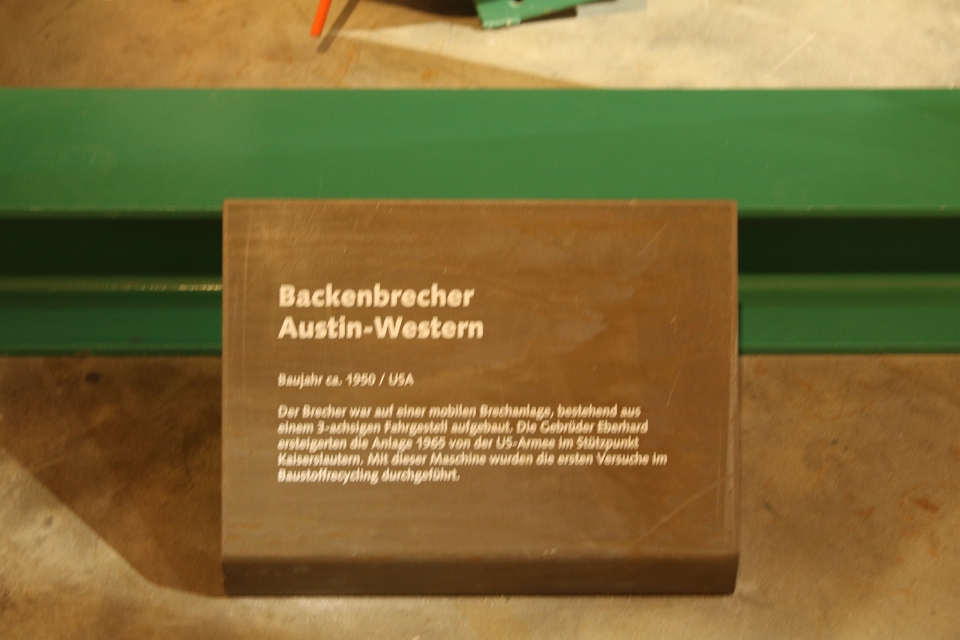 Backenbrecher
Austin-Western
Baujahr ca. 1950 / USA
Der Brecher war auf einer mobilen Brechanlage, bestehend aus
einem 3-achsigen Fahrgestell aufgebaut. Die Gebrüder Eberhard
ersteigerten die Anlage 1965 von der US-Armee im Stützpunkt
Kaiserslautern. Mit dieser Maschine wurden die ersten Versuche im
Baustoffrecycling durchgeführt.